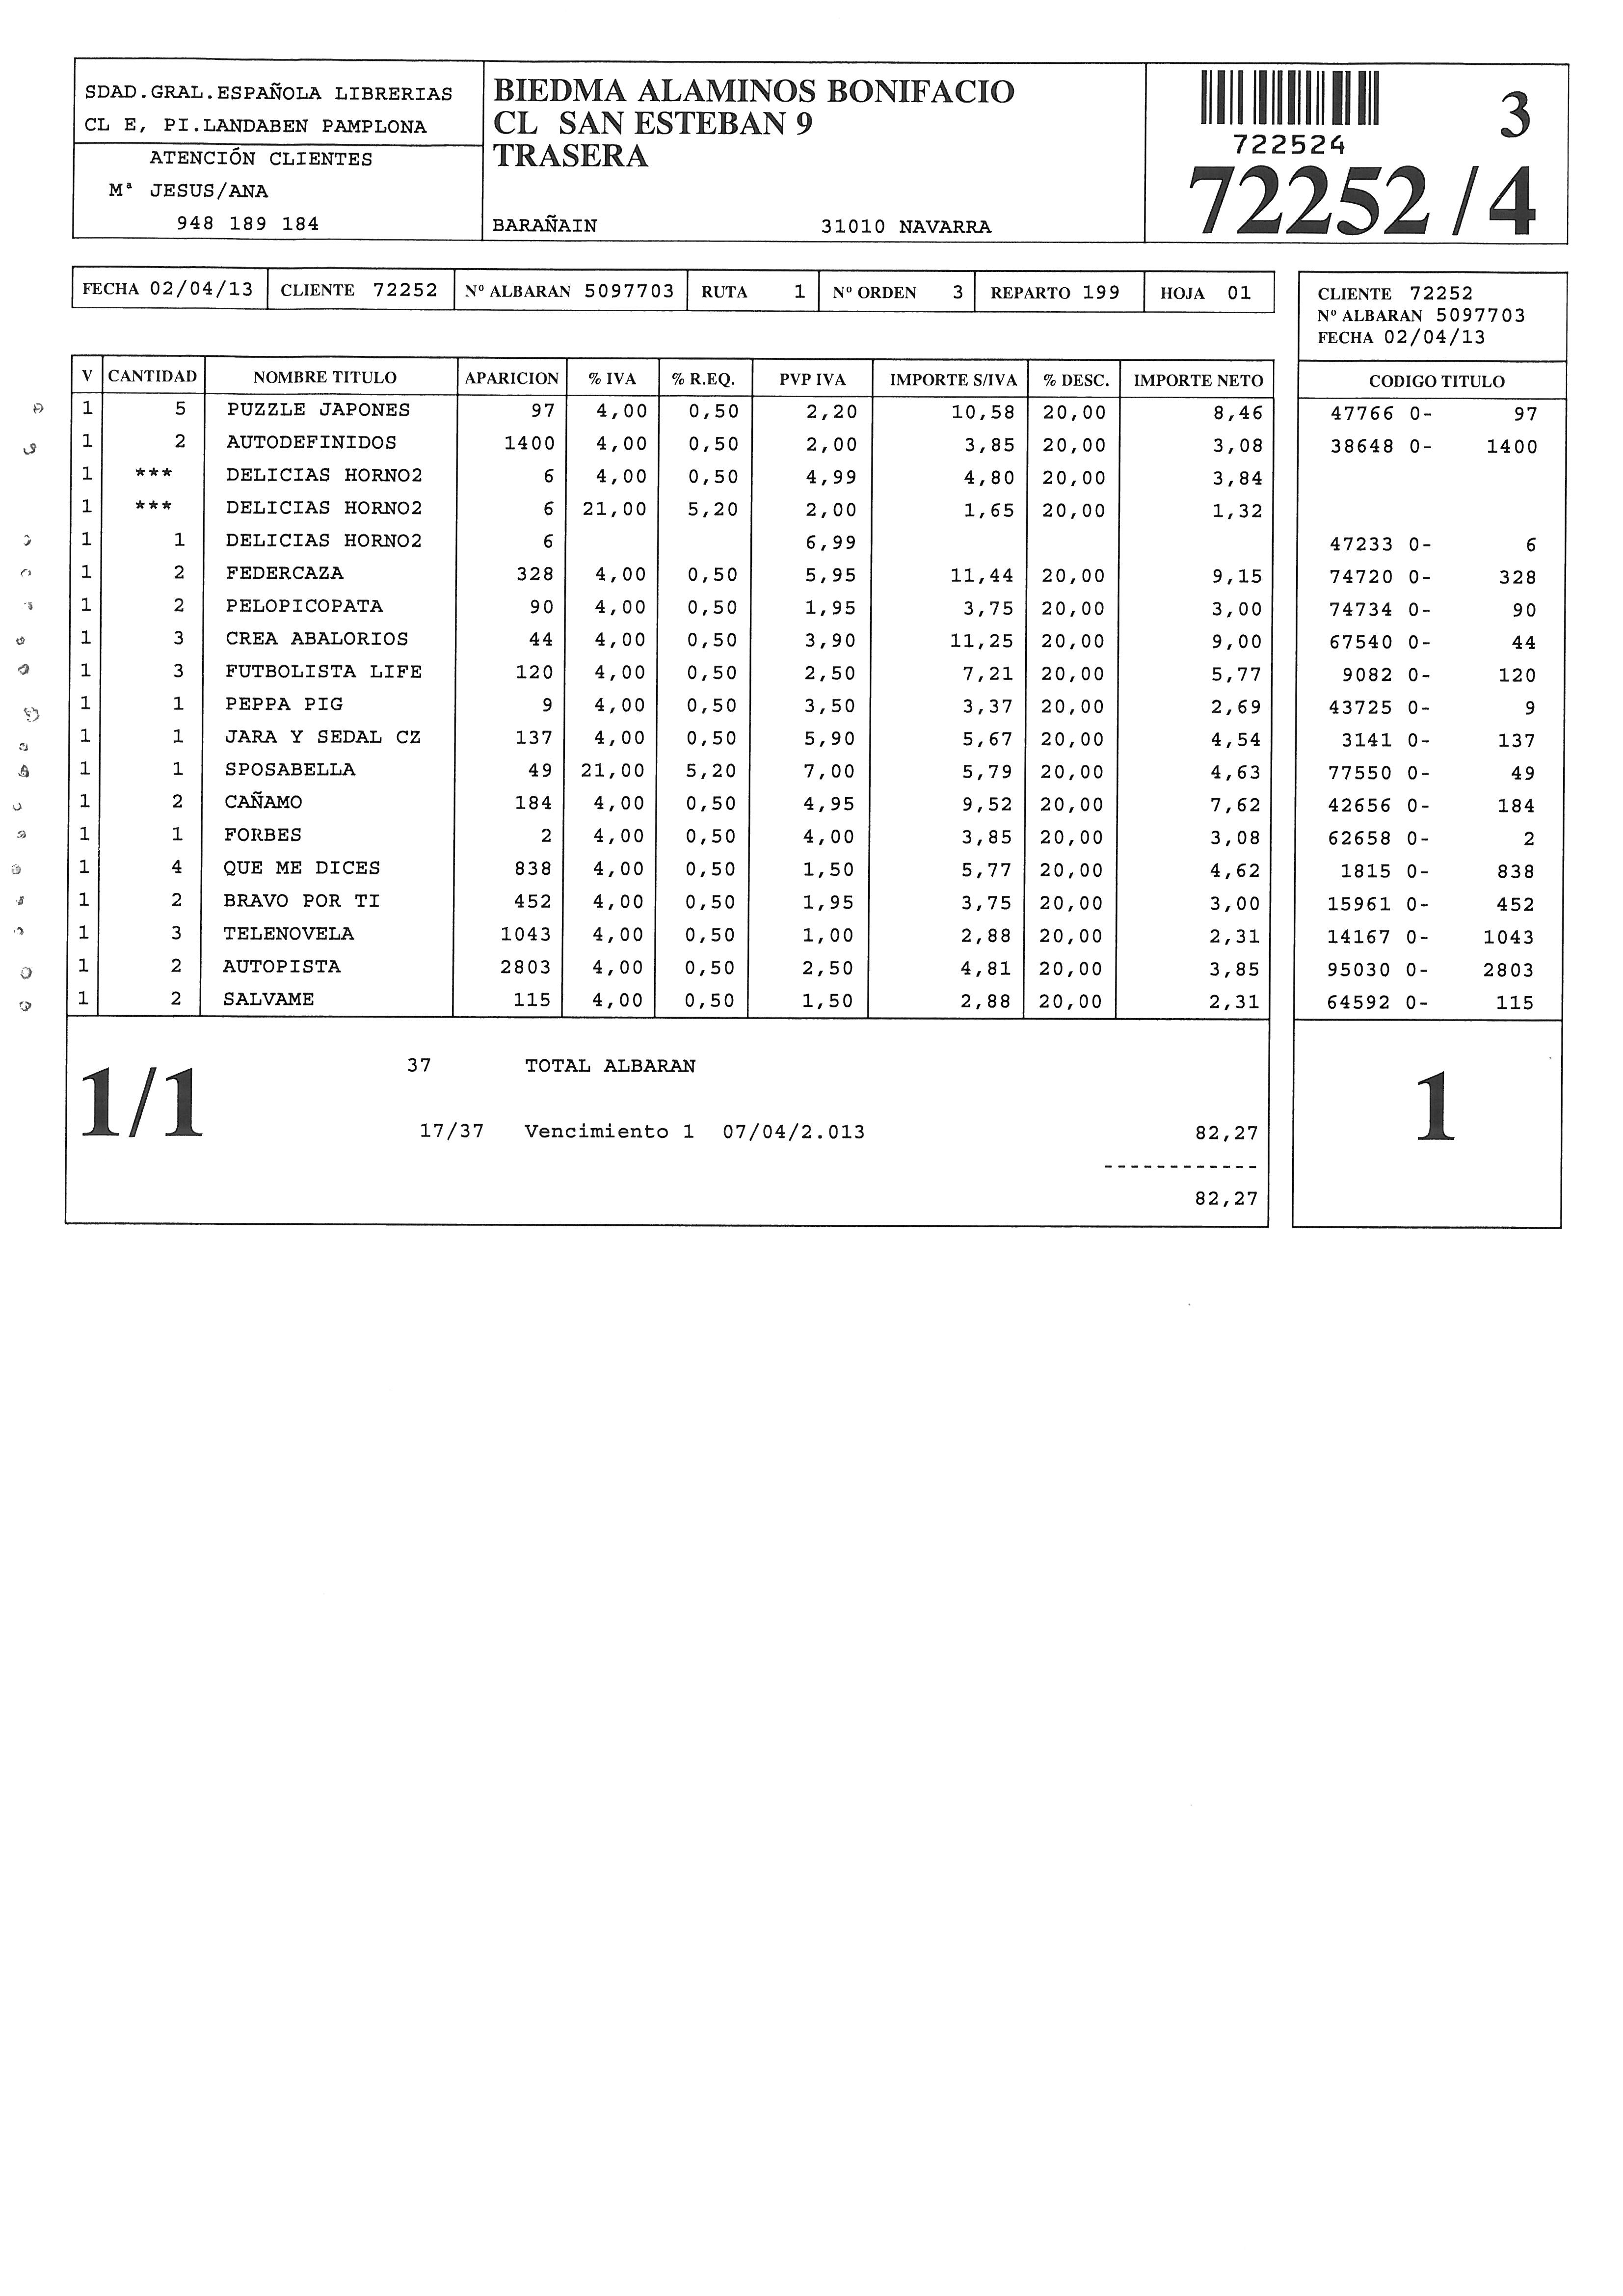 SDAD.GRAL.ESPAÑOLA LIBRERIAS
CL E, PI.LANDABEN PAMPLONA
ATENCIÓN CLIENTES
Mª JESUS/ANA
948 189 184
BIEDMA ALAMINOS BONIFACIO
CL SAN ESTEBAN 9
TRASERA
BARAÑAIN 31010 NAVARRA
3
722524
72252 / 4
FECHA 02/04/13 CLIENTE 72252 Nº ALBARAN 5097703 RUTA 1 Nº ORDEN 3 REPARTO 199 HOJA 01
CLIENTE 72252
Nº ALBARAN 5097703
FECHA 02/04/13
V CANTIDAD NOMBRE TITULO APARICION % IVA % R.EQ. PVP IVA IMPORTE S/IVA % DESC. IMPORTE NETO CODIGO TITULO
1 5 PUZZLE JAPONES 97 4,00 0,50 2,20 10,58 20,00 8,46 47766 0- 97
1 2 AUTODEFINIDOS 1400 4,00 0,50 2,00 3,85 20,00 3,08 38648 0- 1400
1 *** DELICIAS HORNO2 6 4,00 0,50 4,99 4,80 20,00 3,84
1 *** DELICIAS HORNO2 6 21,00 5,20 2,00 1,65 20,00 1,32
1 1 DELICIAS HORNO2 6 6,99 47233 0- 6
1 2 FEDERCAZA 328 4,00 0,50 5,95 11,44 20,00 9,15 74720 0- 328
1 2 PELOPICOPATA 90 4,00 0,50 1,95 3,75 20,00 3,00 74734 0- 90
1 3 CREA ABALORIOS 44 4,00 0,50 3,90 11,25 20,00 9,00 67540 0- 44
1 3 FUTBOLISTA LIFE 120 4,00 0,50 2,50 7,21 20,00 5,77 9082 0- 120
1 1 PEPPA PIG 9 4,00 0,50 3,50 3,37 20,00 2,69 43725 0- 9
1 1 JARA Y SEDAL CZ 137 4,00 0,50 5,90 5,67 20,00 4,54 3141 0- 137
1 1 SPOSABELLA 49 21,00 5,20 7,00 5,79 20,00 4,63 77550 0- 49
1 2 CAÑAMO 184 4,00 0,50 4,95 9,52 20,00 7,62 42656 0- 184
1 1 FORBES 2 4,00 0,50 4,00 3,85 20,00 3,08 62658 0- 2
1 4 QUE ME DICES 838 4,00 0,50 1,50 5,77 20,00 4,62 1815 0- 838
1 2 BRAVO POR TI 452 4,00 0,50 1,95 3,75 20,00 3,00 15961 0- 452
1 3 TELENOVELA 1043 4,00 0,50 1,00 2,88 20,00 2,31 14167 0- 1043
1 2 AUTOPISTA 2803 4,00 0,50 2,50 4,81 20,00 3,85 95030 0- 2803
1 2 SALVAME 115 4,00 0,50 1,50 2,88 20,00 2,31 64592 0- 115
37 TOTAL ALBARAN
1/1
17/37 Vencimiento 1 07/04/2.013 82,27
------------
82,27
1